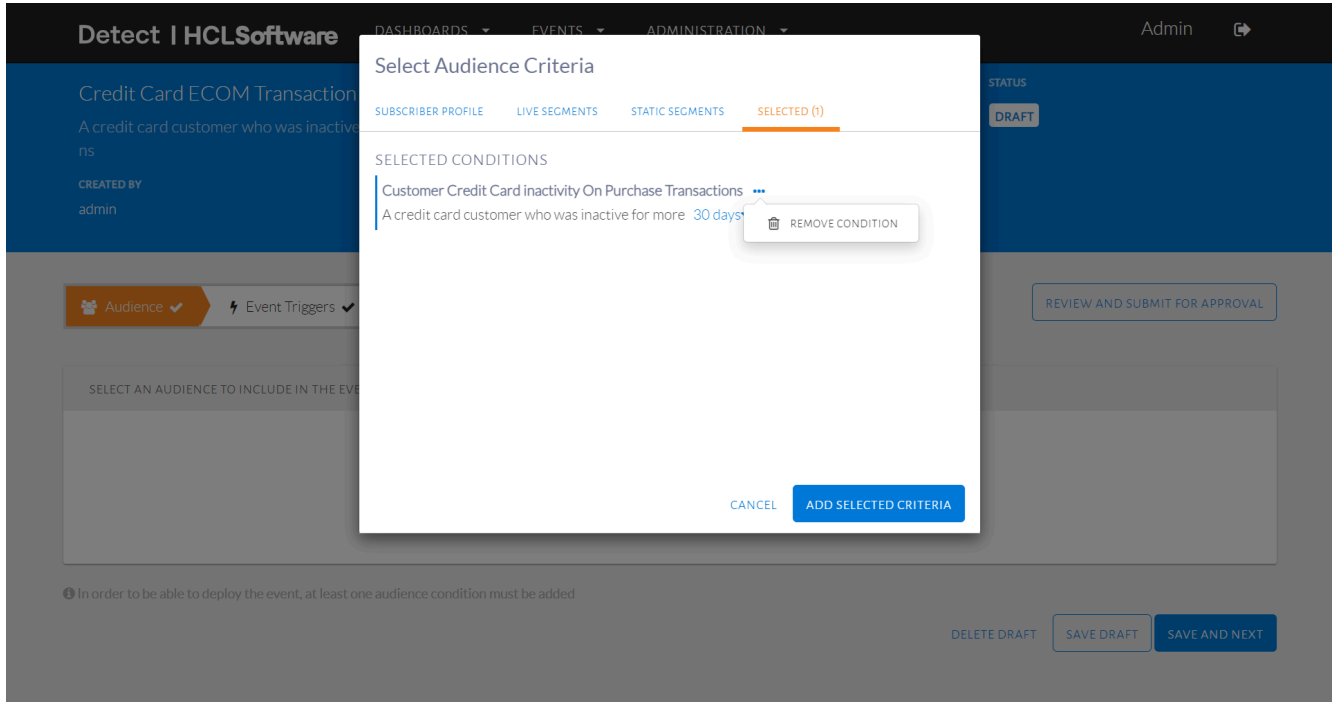 Detect | HCLSoftware
DASHBOARDS
EVENTS
ADMINISTRATION
Admin
Credit Card ECOM Transaction
A credit card customer who was inactive
ns
CREATED BY
admin
STATUS
DRAFT
Select Audience Criteria
SUBSCRIBER PROFILE
LIVE SEGMENTS
STATIC SEGMENTS
SELECTED (1)
SELECTED CONDITIONS
Customer Credit Card inactivity On Purchase Transactions
A credit card customer who was inactive for more 30 days
REMOVE CONDITION
CANCEL
ADD SELECTED CRITERIA
Audience
Event Triggers
REVIEW AND SUBMIT FOR APPROVAL
SELECT AN AUDIENCE TO INCLUDE IN THE EVE
In order to be able to deploy the event, at least one audience condition must be added
DELETE DRAFT
SAVE DRAFT
SAVE AND NEXT